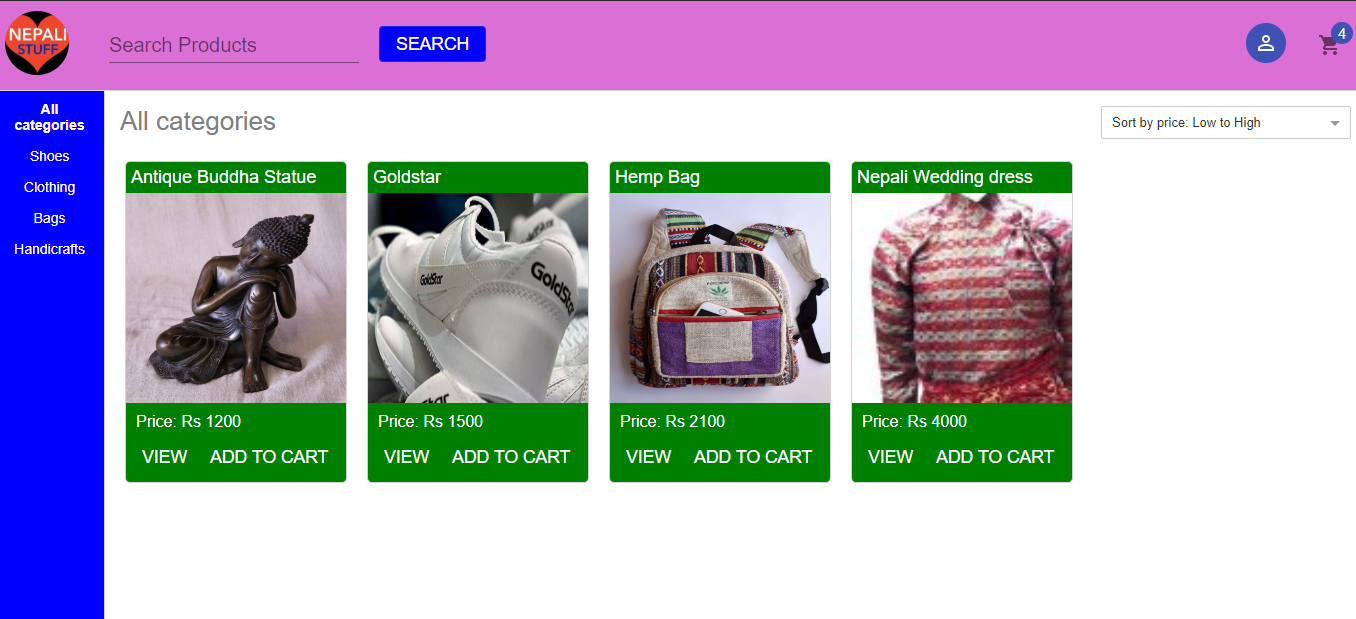 NEPALI
STUFF
Search Products
SEARCH
4
All
categories
Shoes
Clothing
Bags
Handicrafts
All categories
Sort by price: Low to High
Antique Buddha Statue
Goldstar
Hemp Bag
Nepali Wedding dress
GoldStar
GoldStar
Price: Rs 1200
Price: Rs 1500
Price: Rs 2100
Price: Rs 4000
VIEW ADD TO CART
VIEW ADD TO CART
VIEW ADD TO CART
VIEW ADD TO CART